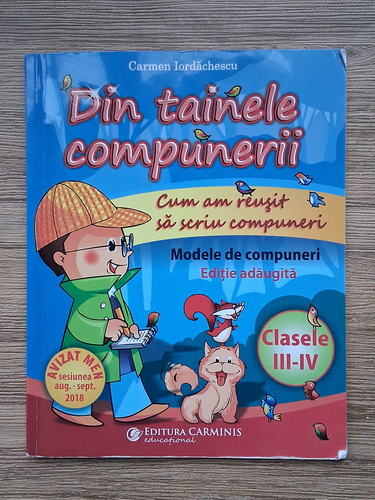 Carmen Iordăchescu
Din tainele
compunerii
Cum am reușit
să scriu compuneri
Modele de compuneri
Ediție adăugită
Clasele
III-IV
AVIZAT MEN
sesiunea
aug. - sept.
2018
EDITURA CARMINIS
educațional